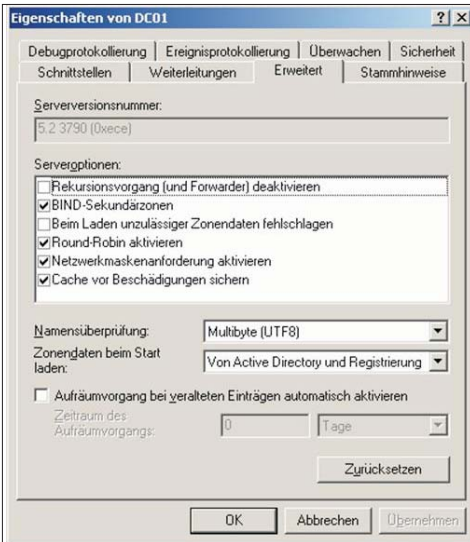 Eigenschaften von DC01
Debugprotokollierung Ereignisprotokollierung Überwachen Sicherheit
Schnittstellen Weiterleitungen Erweitert Stammhinweise
Serverversionsnummer:
5.2 3790 (0xece)
Serveroptionen:
Rekursionsvorgang (und Forwarder) deaktivieren
BIND-Sekundärzonen
Beim Laden unzulässiger Zonendaten fehlschlagen
Round-Robin aktivieren
Netzwerkmaskenanforderung aktivieren
Cache vor Beschädigungen sichern
Namensüberprüfung: Multibyte (UTF8)
Zonendaten beim Start
laden: Von Active Directory und Registrierung
Aufräumvorgang bei veralteten Einträgen automatisch aktivieren
Zeitraum des
Aufräumvorgangs: 0 Tage
Zurücksetzen
OK Abbrechen Übernehmen